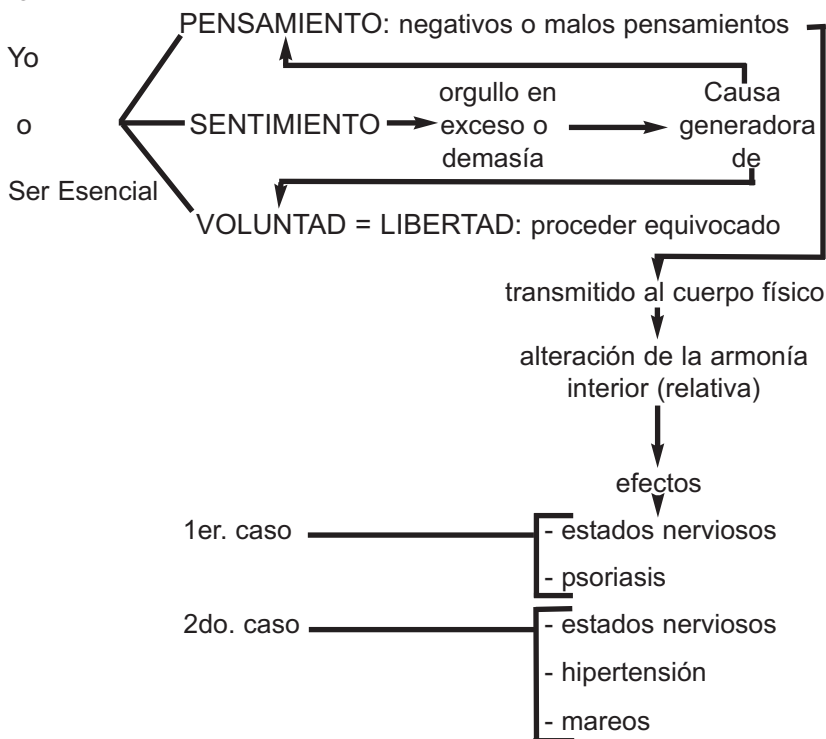 PENSAMIENTO: negativos o malos pensamientos
Yo
orgullo en
Causa
o
SENTIMIENTO
exceso o
generadora
demasía
de
Ser Esencial
VOLUNTAD = LIBERTAD: proceder equivocado
transmitido al cuerpo físico
alteración de la armonía
interior (relativa)
efectos
1er. caso
- estados nerviosos
- psoriasis
2do. caso
- estados nerviosos
- hipertensión
- mareos